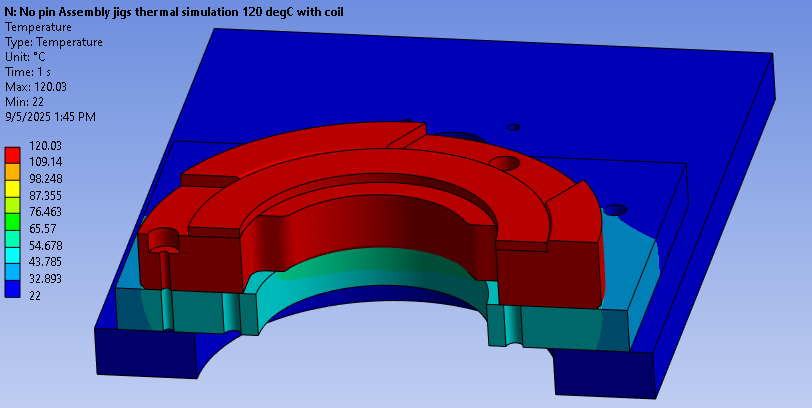 N: No pin Assembly jigs thermal simulation 120 degC with coil
Temperature
Type: Temperature
Unit: °C
Time: 1 s
Max: 120.03
Min: 22
9/5/2025 1:45 PM
120.03
109.14
98.248
87.355
76.463
65.57
54.678
43.785
32.893
22